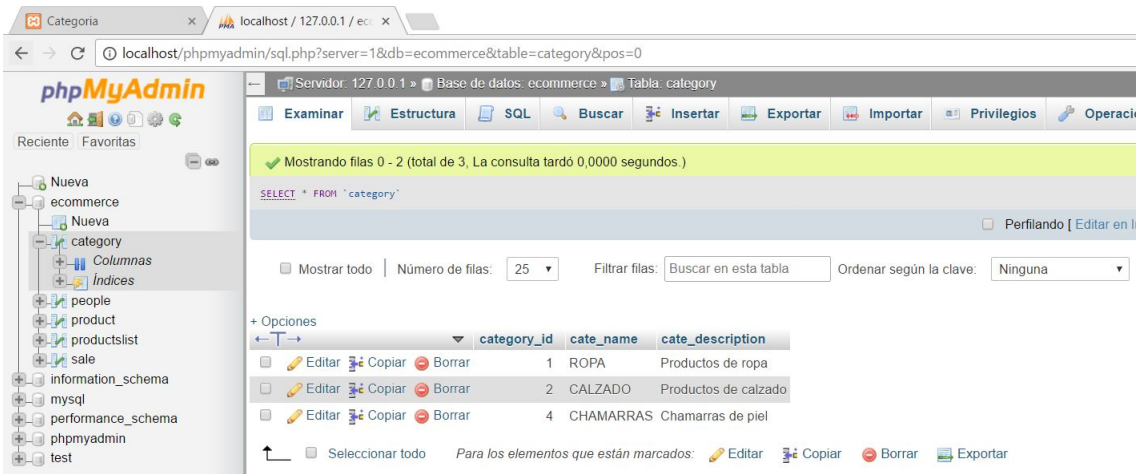 Categoria
localhost / 127.0.0.1 / ec
localhost/phpmyadmin/sql.php?server=1&db=ecommerce&table=category&pos=0
phpMyAdmin
Reciente Favoritas
Nueva
ecommerce
Nueva
category
Columnas
Índices
people
product
productslist
sale
information_schema
mysql
performance_schema
phpmyadmin
test
Servidor: 127.0.0.1 » Base de datos: ecommerce » Tabla: category
Examinar Estructura SQL Buscar Insertar Exportar Importar Privilegios Operaci
Mostrando filas 0 - 2 (total de 3, La consulta tardó 0,0000 segundos.)
SELECT * FROM `category`
Perfilando [ Editar en
Mostrar todo | Número de filas: 25 Filtrar filas: Buscar en esta tabla Ordenar según la clave: Ninguna
+ Opciones
←T→ category_id cate_name cate_description
Editar Copiar Borrar 1 ROPA Productos de ropa
Editar Copiar Borrar 2 CALZADO Productos de calzado
Editar Copiar Borrar 4 CHAMARRAS Chamarras de piel
Seleccionar todo Para los elementos que están marcados: Editar Copiar Borrar Exportar